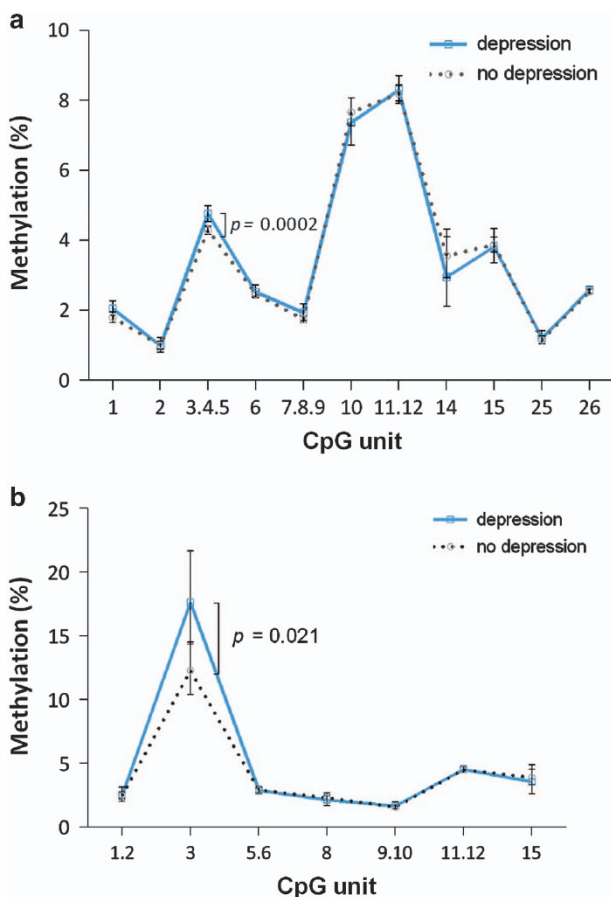 a
10
8
6
4
2
0
Methylation (%)
depression
no depression
p = 0.0002
1 2 3.4.5 6 7.8.9 10 11.12 14 15 25 26
CpG unit
b
25
20
15
10
5
0
Methylation (%)
depression
no depression
p = 0.021
1.2 3 5.6 8 9.10 11.12 15
CpG unit